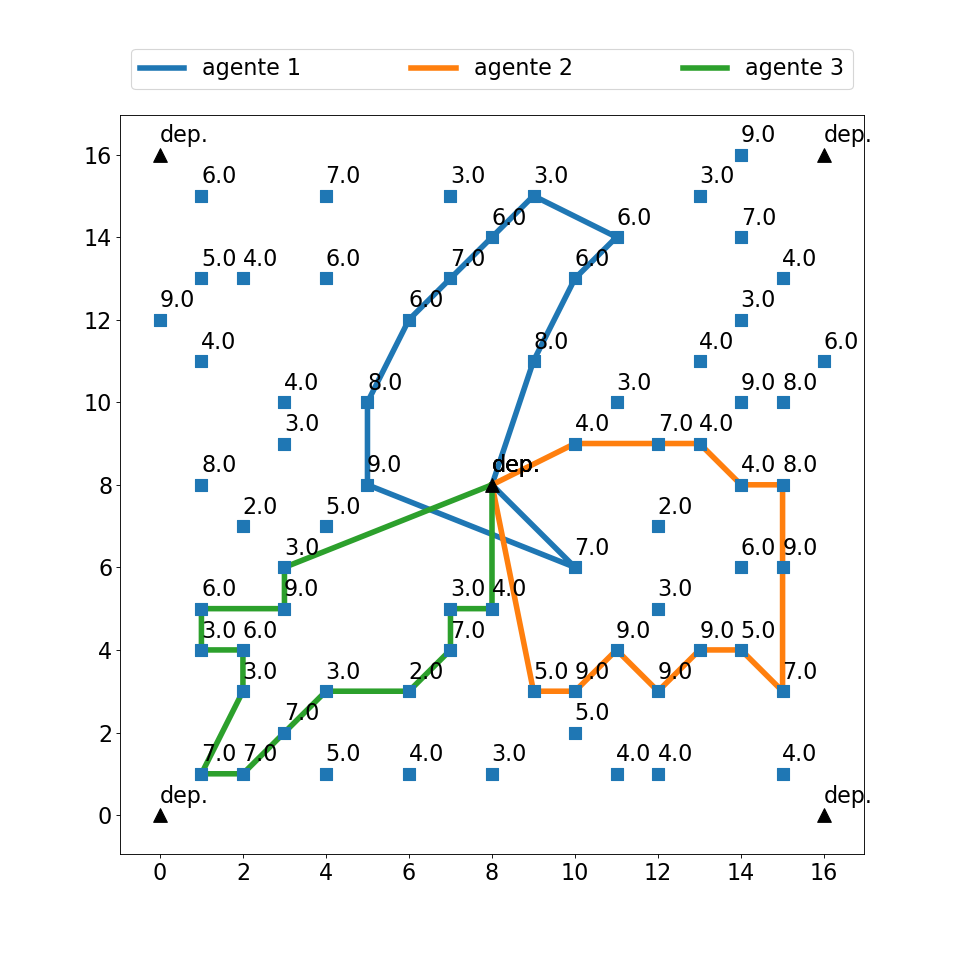 agente 1 agente 2 agente 3
9.0
dep. dep.
16
6.0 7.0 3.0 3.0 3.0
6.0 6.0 7.0
14
5.0 4.0 6.0 7.0 6.0 4.0
9.0 6.0 3.0
12
4.0 8.0 4.0 6.0
4.0 8.0 3.0 9.0 8.0
10
3.0 4.0 7.0 4.0
8.0 9.0 dep. 4.0 8.0
8
2.0 5.0 2.0
3.0 7.0 6.0 9.0
6
6.0 9.0 3.0 4.0 3.0
3.0 6.0 7.0 9.0 9.0 5.0
4
3.0 3.0 2.0 5.0 9.0 9.0 7.0
7.0 5.0
2
7.0 7.0 5.0 4.0 3.0 4.0 4.0 4.0
dep. dep.
0
0 2 4 6 8 10 12 14 16